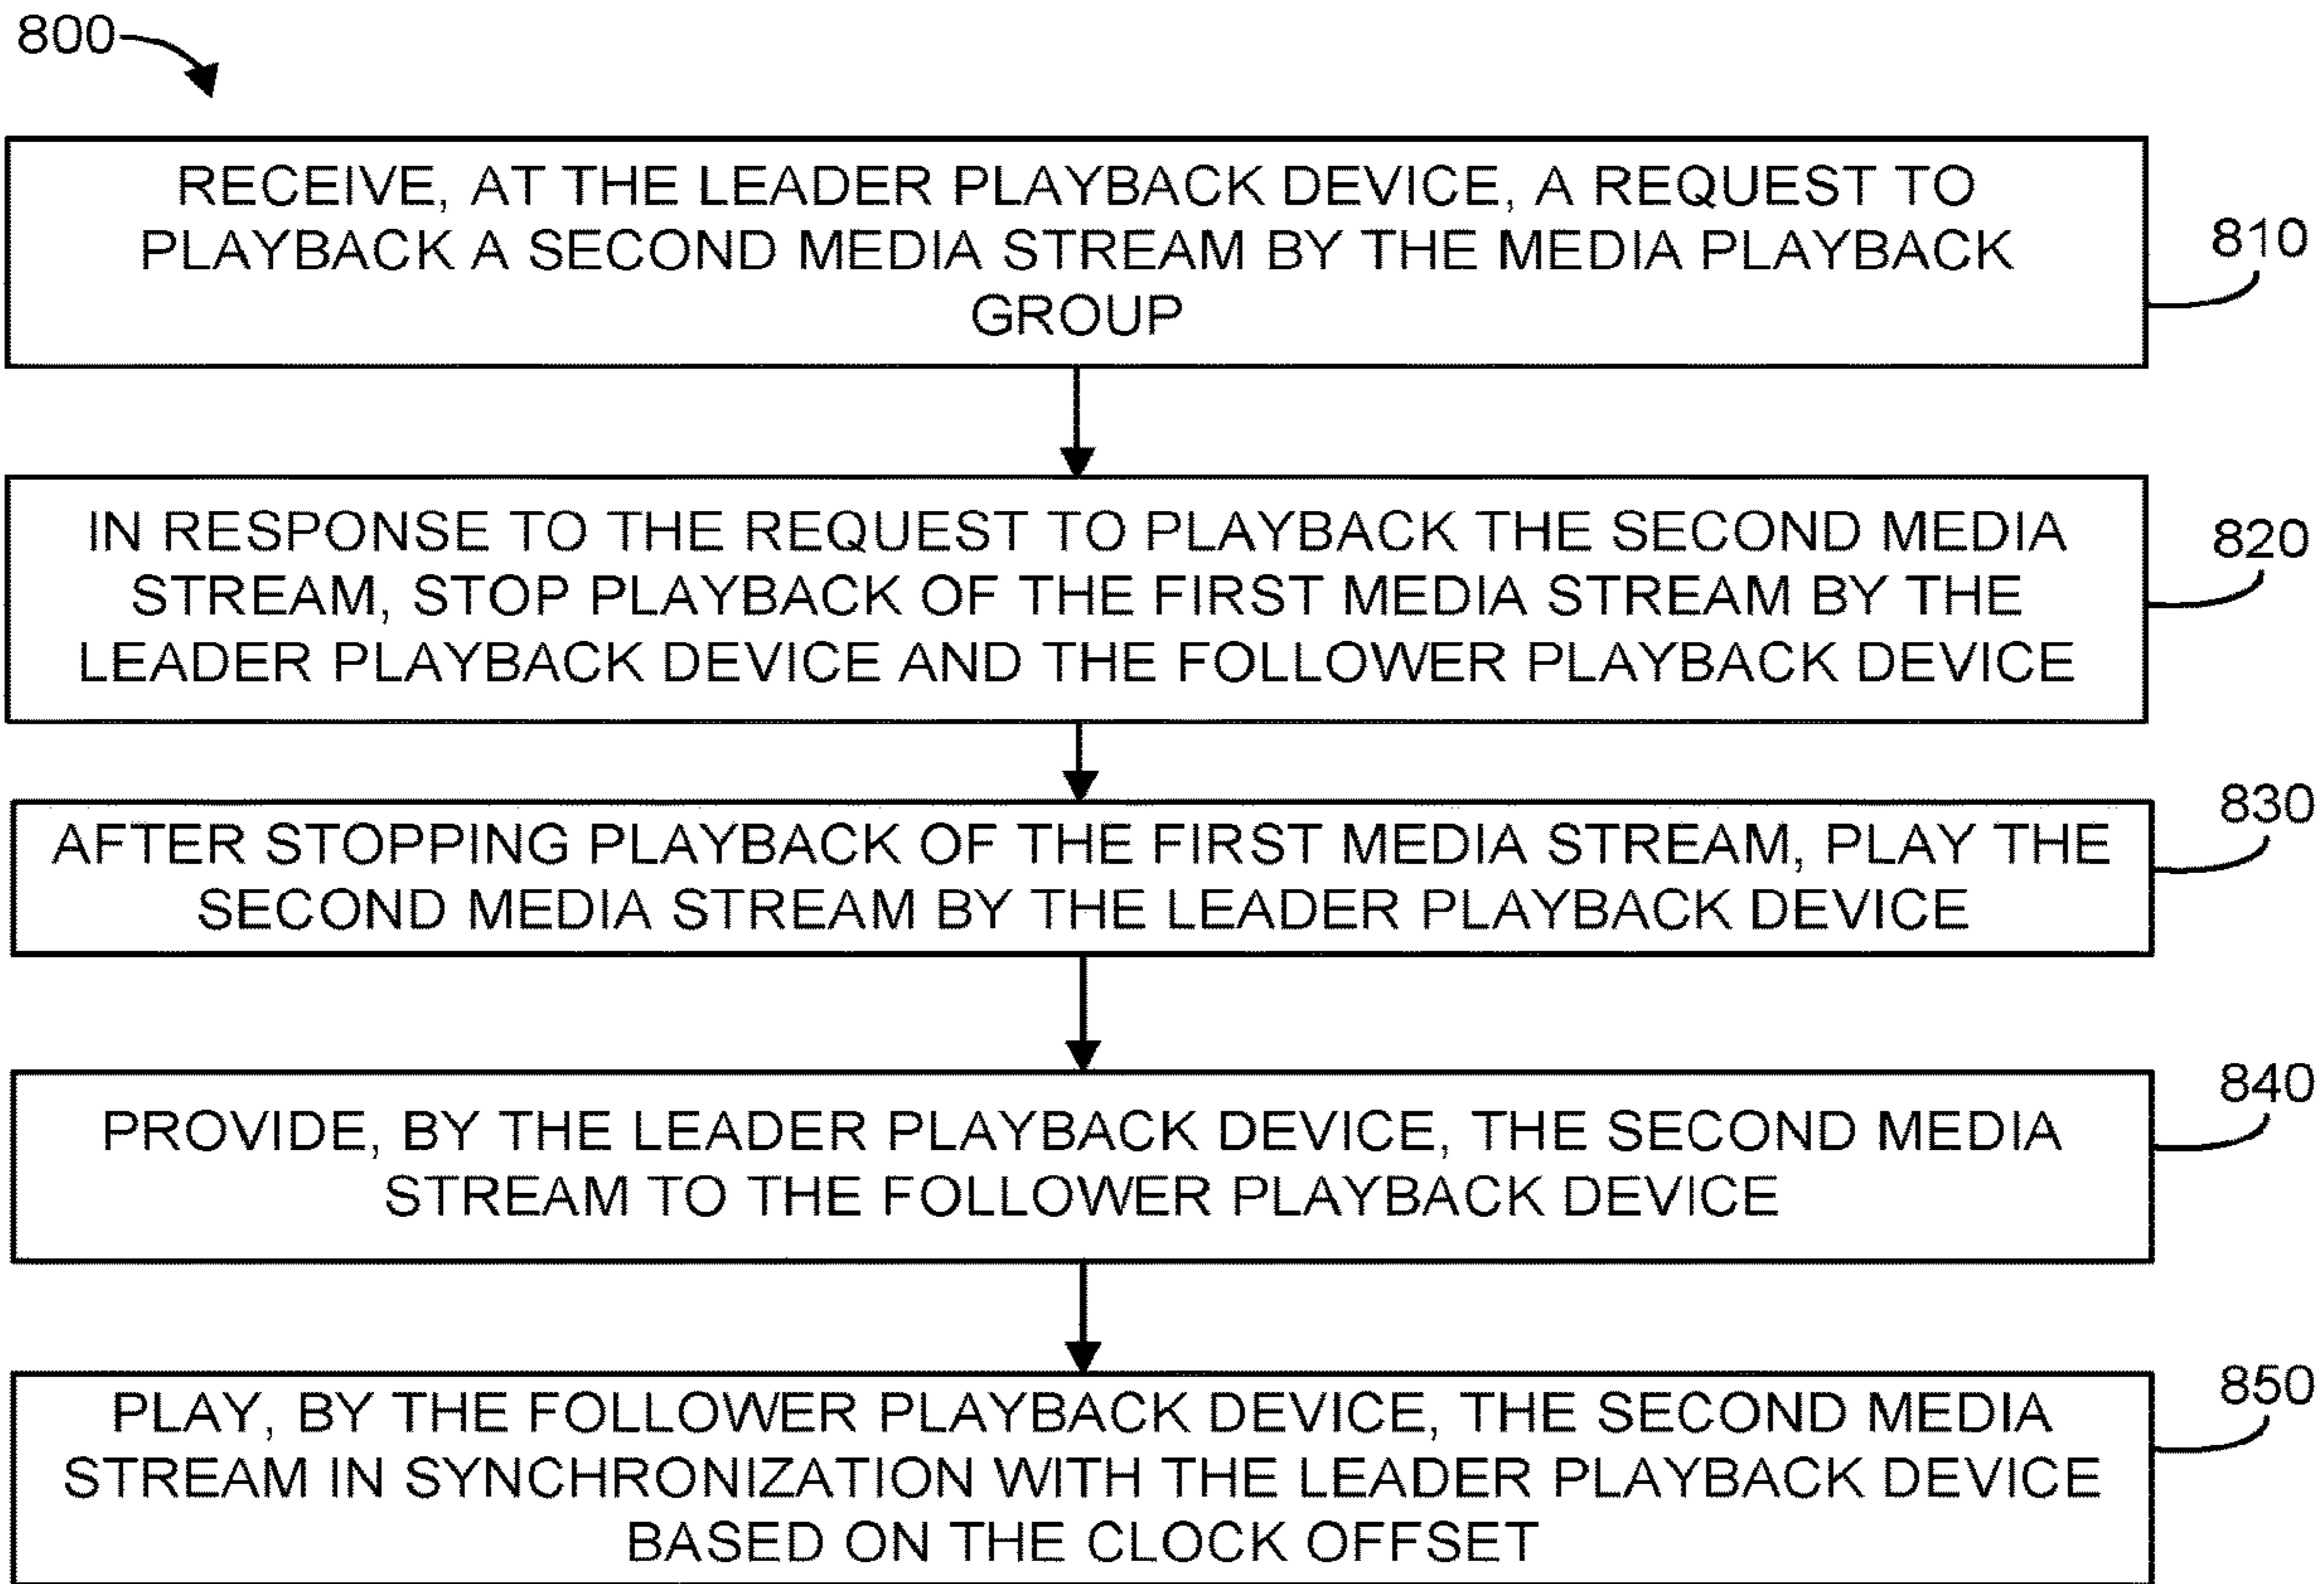 800
RECEIVE, AT THE LEADER PLAYBACK DEVICE, A REQUEST TO
PLAYBACK A SECOND MEDIA STREAM BY THE MEDIA PLAYBACK
GROUP
810
IN RESPONSE TO THE REQUEST TO PLAYBACK THE SECOND MEDIA
STREAM, STOP PLAYBACK OF THE FIRST MEDIA STREAM BY THE
LEADER PLAYBACK DEVICE AND THE FOLLOWER PLAYBACK DEVICE
820
AFTER STOPPING PLAYBACK OF THE FIRST MEDIA STREAM, PLAY THE
SECOND MEDIA STREAM BY THE LEADER PLAYBACK DEVICE
830
PROVIDE, BY THE LEADER PLAYBACK DEVICE, THE SECOND MEDIA
STREAM TO THE FOLLOWER PLAYBACK DEVICE
840
PLAY, BY THE FOLLOWER PLAYBACK DEVICE, THE SECOND MEDIA
STREAM IN SYNCHRONIZATION WITH THE LEADER PLAYBACK DEVICE
BASED ON THE CLOCK OFFSET
850